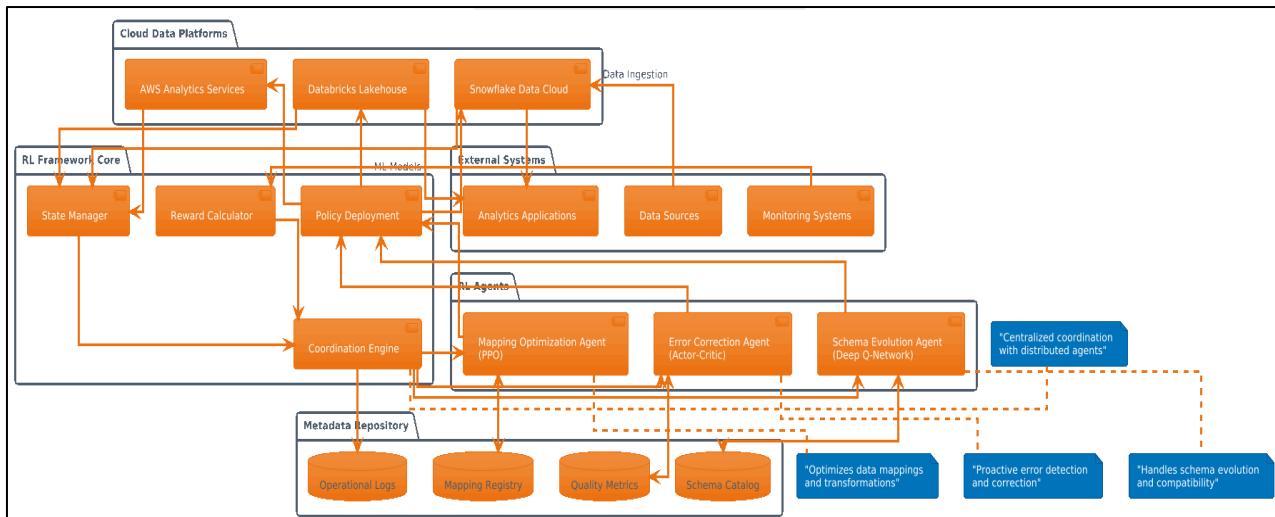 Cloud Data Platforms
AWS Analytics Services
Databricks Lakehouse
Snowflake Data Cloud
Data Ingestion
RL Framework Core
ML Models
External Systems
State Manager
Reward Calculator
Policy Deployment
Analytics Applications
Data Sources
Monitoring Systems
RL Agents
Coordination Engine
Mapping Optimization Agent
(PPO)
Error Correction Agent
(Actor-Critic)
Schema Evolution Agent
(Deep Q-Network)
"Centralized coordination
with distributed agents"
Metadata Repository
Operational Logs
Mapping Registry
Quality Metrics
Schema Catalog
"Optimizes data mappings
and transformations"
"Proactive error detection
and correction"
"Handles schema evolution
and compatibility"